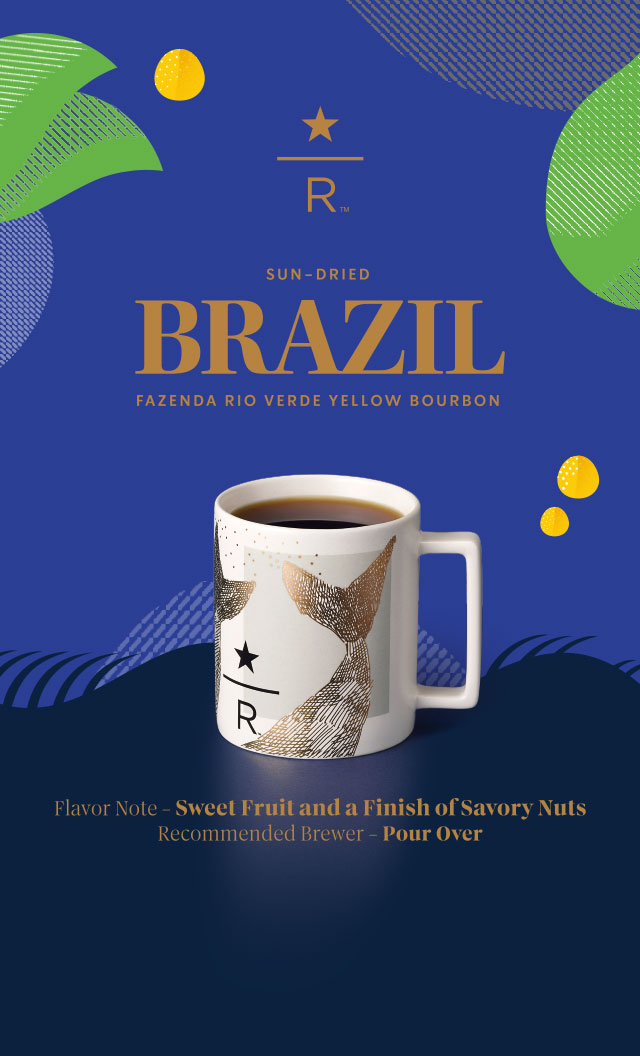 R™
SUN-DRIED
BRAZIL
FAZENDA RIO VERDE YELLOW BOURBON
R
Flavor Note – Sweet Fruit and a Finish of Savory Nuts
Recommended Brewer – Pour Over